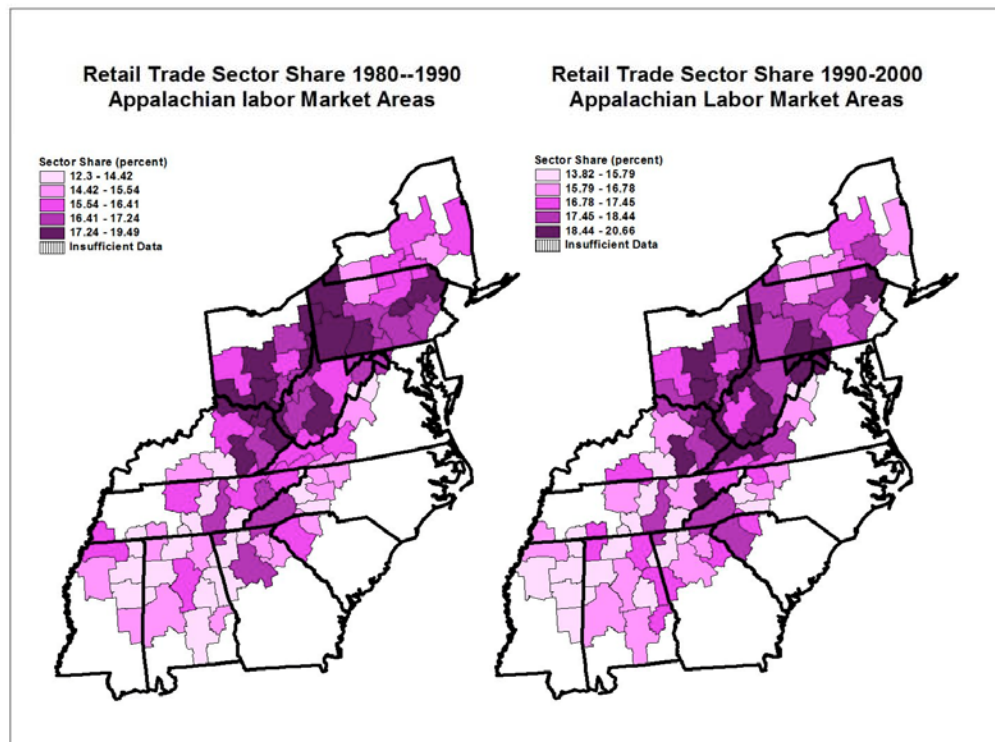 Retail Trade Sector Share 1980--1990
Appalachian labor Market Areas
Sector Share (percent)
12.3 - 14.42
14.42 - 15.54
15.54 - 16.41
16.41 - 17.24
17.24 - 19.49
Insufficient Data
Retail Trade Sector Share 1990-2000
Appalachian Labor Market Areas
Sector Share (percent)
13.82 - 15.79
15.79 - 16.78
16.78 - 17.45
17.45 - 18.44
18.44 - 20.66
Insufficient Data